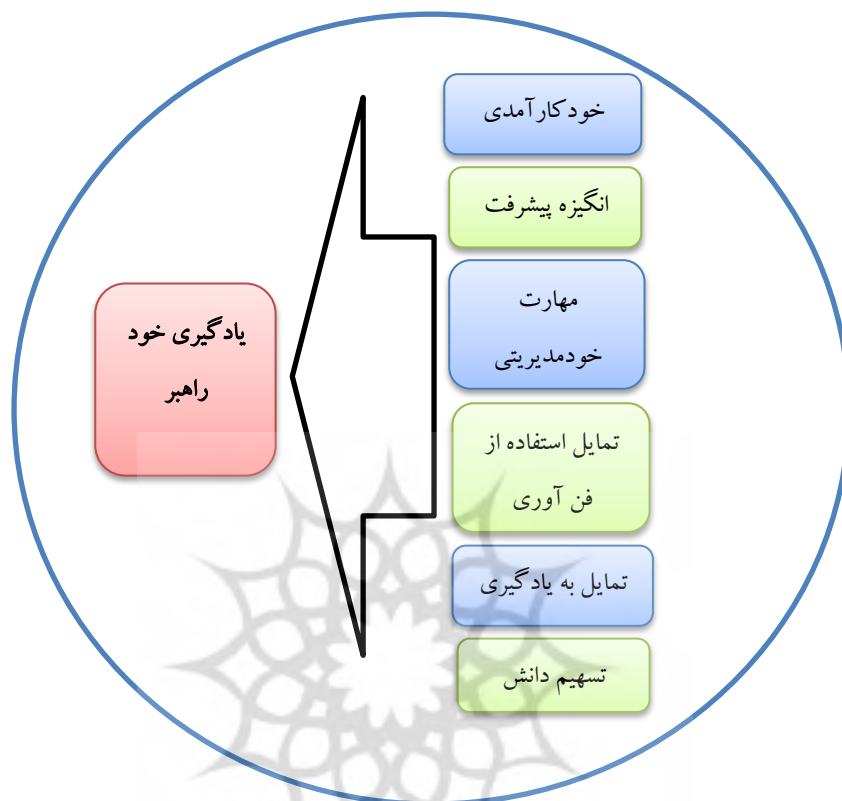 خودکارآمدی
انگیزه پیشرفت
مهارت
خودمدیریتی
تمایل استفاده از
فن آوری
تمایل به یادگیری
تسهیم دانش
یادگیری خود
راهبر